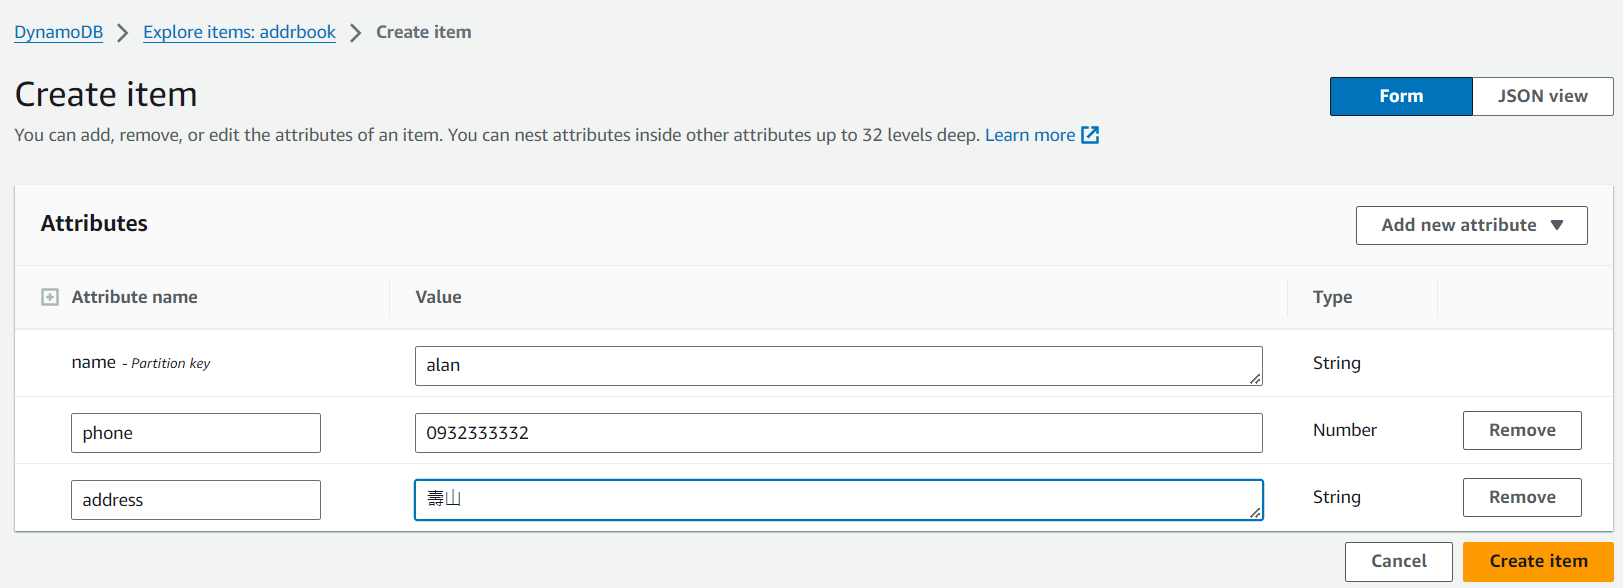 DynamoDB > Explore items: addrbook > Create item
Create item
Form JSON view
You can add, remove, or edit the attributes of an item. You can nest attributes inside other attributes up to 32 levels deep. Learn more
Attributes
Add new attribute ▼
Attribute name Value Type
name - Partition key alan String
phone 0932333332 Number Remove
address 壽山 String Remove
Cancel Create item